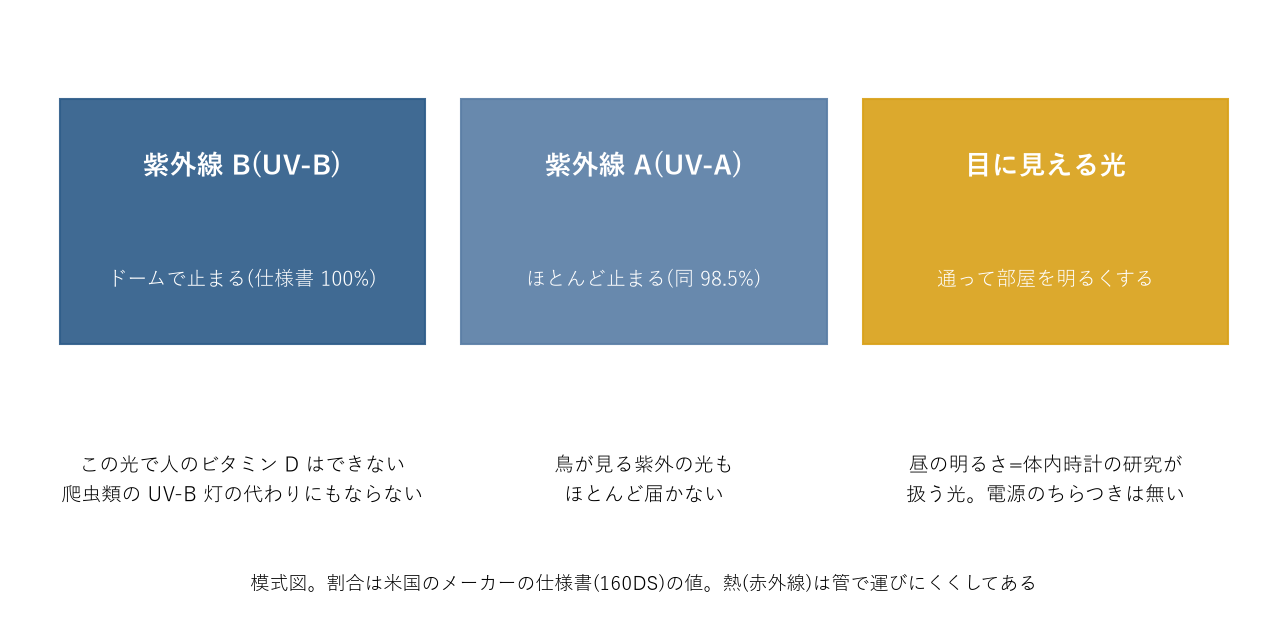 紫外線 B(UV-B)
ドームで止まる(仕様書 100%)
紫外線 A(UV-A)
ほとんど止まる(同 98.5%)
目に見える光
通って部屋を明るくする
この光で人のビタミン D はできない
爬虫類の UV-B 灯の代わりにもならない
鳥が見る紫外の光も
ほとんど届かない
昼の明るさ=体内時計の研究が
扱う光。電源のちらつきは無い
模式図。割合は米国のメーカーの仕様書(160DS)の値。熱(赤外線)は管で運びにくくしてある